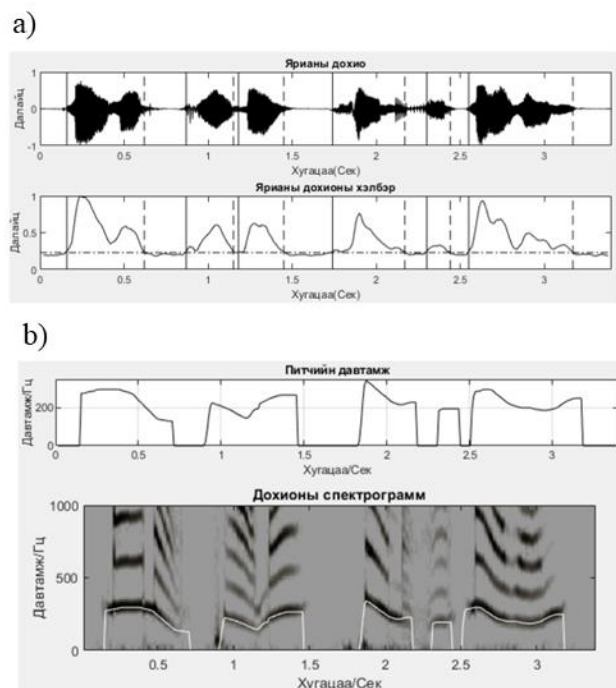 a)
Ярианы дохио
Далайц
1
0
-1
0 0.5 1 1.5 2 2.5 3
Хугацаа(Сек)
Ярианы дохионы хэлбэр
Далайц
1
0.5
0
0 0.5 1 1.5 2 2.5 3
Хугацаа(Сек)
b)
Питчийн давтамж
Давтамж/Гц
200
0
0 0.5 1 1.5 2 2.5 3
Хугацаа/Сек
Дохионы спектрограмм
Давтамж/Гц
1000
500
0
0.5 1 1.5 2 2.5 3
Хугацаа/Сек